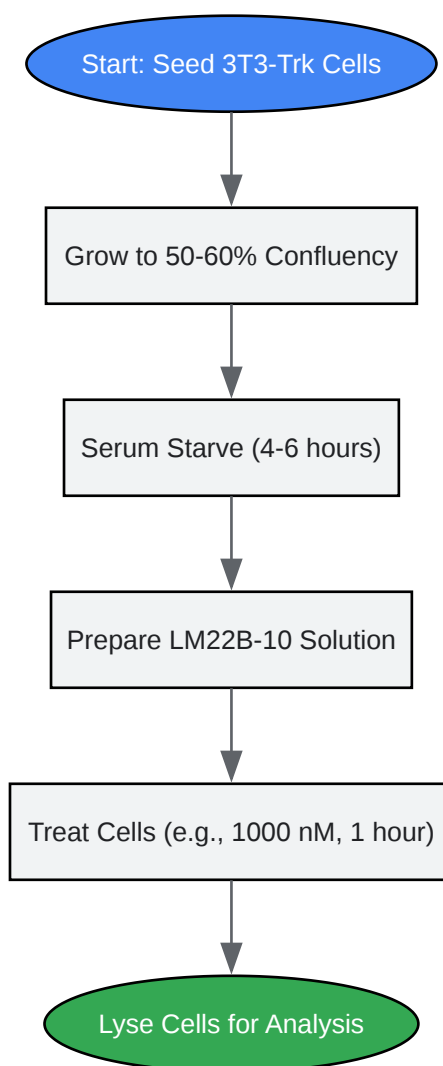 Start: Seed 3T3-Trk Cells
Grow to 50-60% Confluency
Serum Starve (4-6 hours)
Prepare LM22B-10 Solution
Treat Cells (e.g., 1000 nM, 1 hour)
Lyse Cells for Analysis